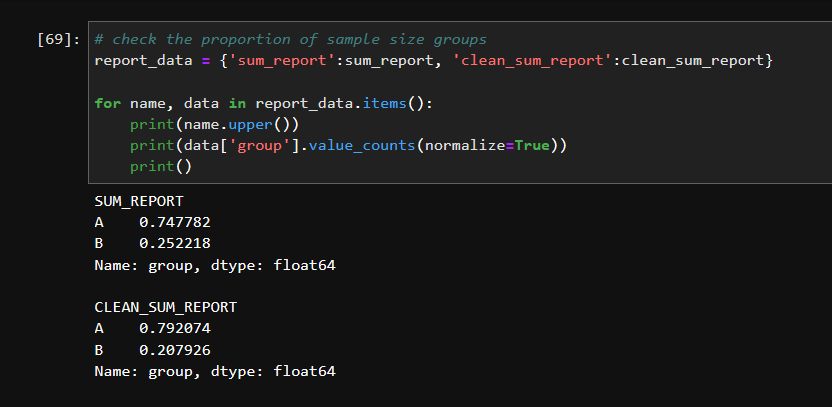 [69]: # check the proportion of sample size groups
report_data = {'sum_report':sum_report, 'clean_sum_report':clean_sum_report}

for name, data in report_data.items():
    print(name.upper())
    print(data['group'].value_counts(normalize=True))
    print()

SUM_REPORT
A    0.747782
B    0.252218
Name: group, dtype: float64

CLEAN_SUM_REPORT
A    0.792074
B    0.207926
Name: group, dtype: float64